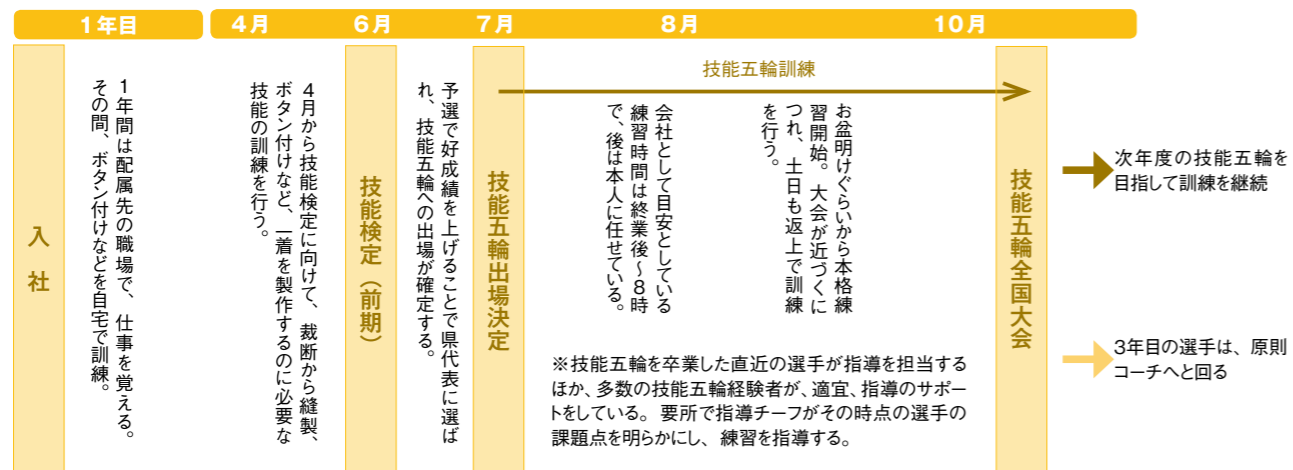 1年目
4月
6月
7月
8月
10月
入社
1年間は配属先の職場で、仕事を覚える。
その間、ボタン付けなどを自宅で訓練。
4月から技能検定に向けて、裁断から縫製、
ボタン付けなど、一着を製作するのに必要な
技能の訓練を行う。
技能検定（前期）
予選で好成績を上げることで県代表に選ば
れ、技能五輪への出場が確定する。
技能五輪出場決定
技能五輪訓練
会社として目安としている
練習時間は終業後～8時
で、後は本人に任せている。
お盆明けぐらいから本格練
習開始。大会が近づくに
つれ、土日も返上で訓練
を行う。
※技能五輪を卒業した直近の選手が指導を担当する
ほか、多数の技能五輪経験者が、適宜、指導のサポー
トをしている。要所で指導チーフがその時点の選手の
課題点を明らかにし、練習を指導する。
技能五輪全国大会
次年度の技能五輪を
目指して訓練を継続
3年目の選手は、原則
コーチへと回る